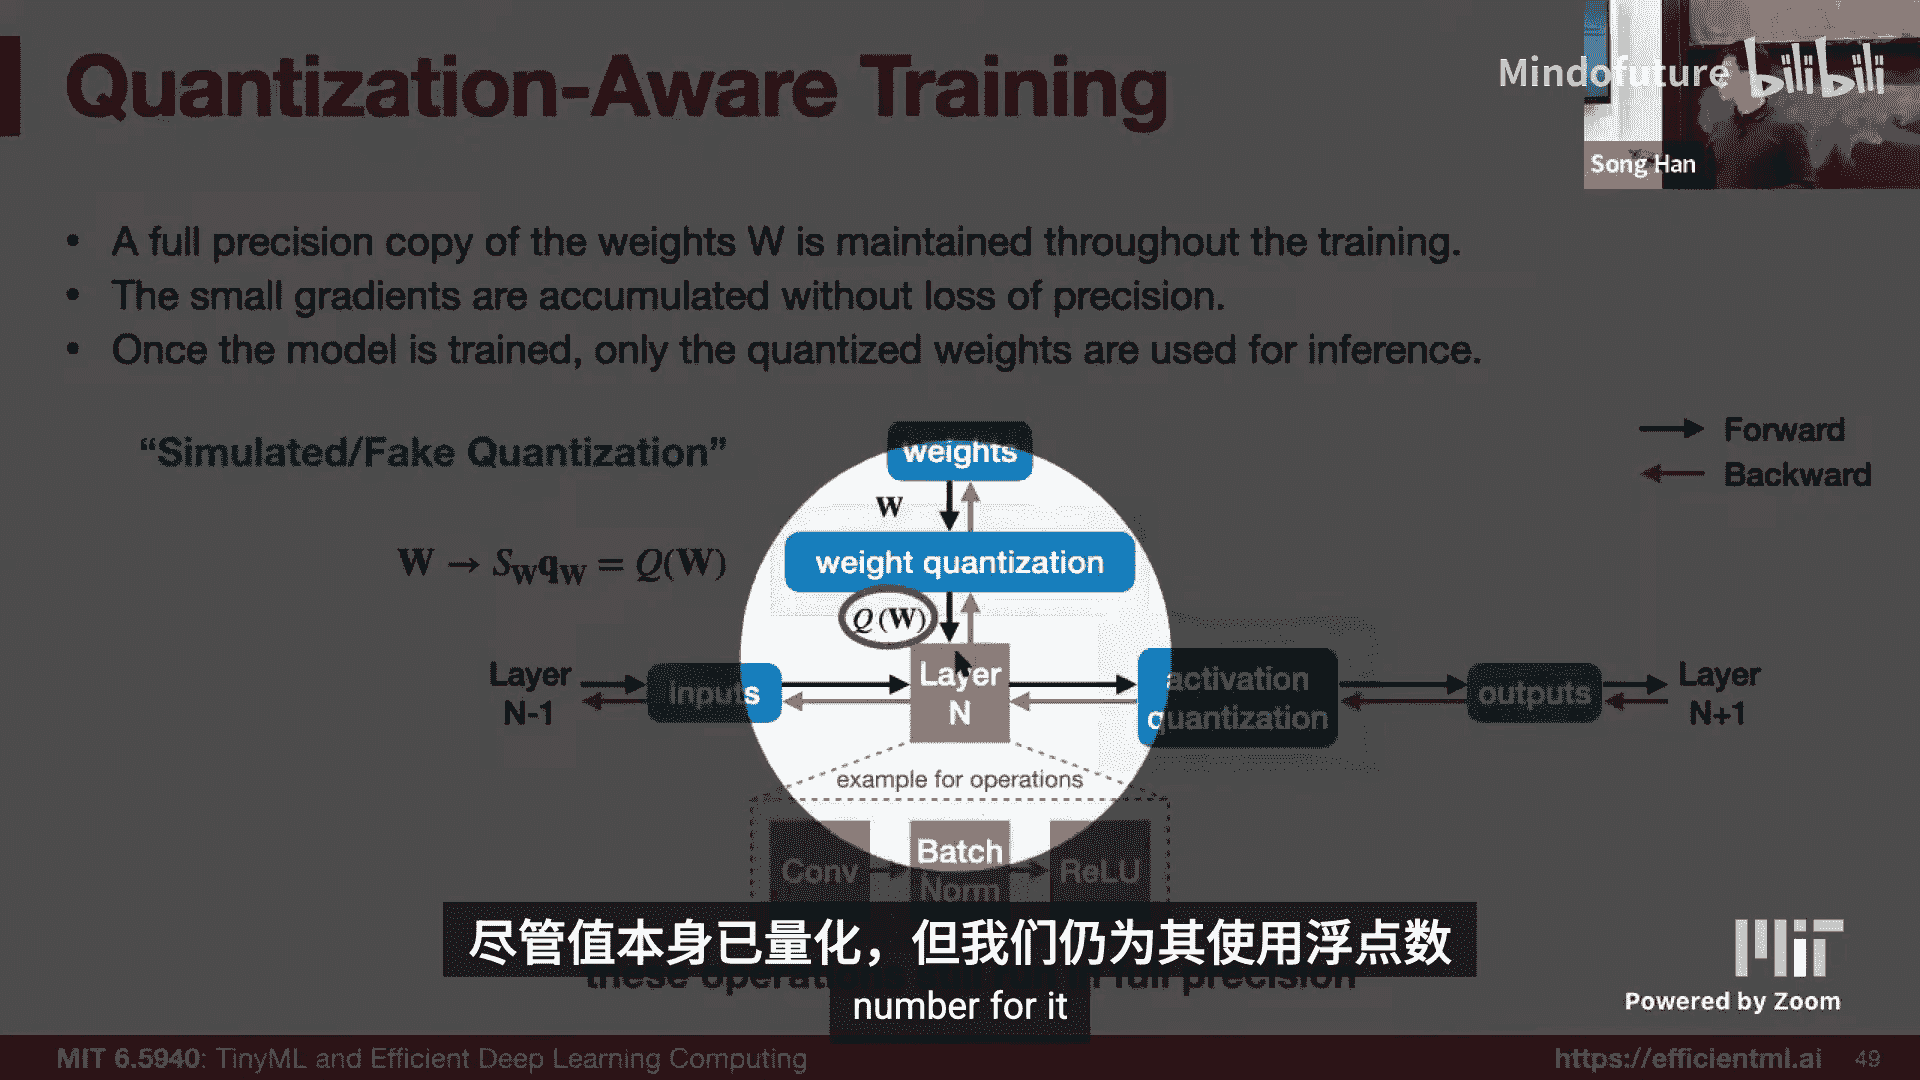 Quantization-Aware Training
Mindofuture bilibili
Song Han
• A full precision copy of the weights W is maintained throughout the training.
• The small gradients are accumulated without loss of precision.
• Once the model is trained, only the quantized weights are used for inference.
“Simulated/Fake Quantization”
weights
Forward
Backward
W
W → S_W q_W = Q(W)
weight quantization
Q (W)
Layer
N-1
inputs
Layer
N
activation
quantization
outputs
Layer
N+1
example for operations
Conv
Batch
Norm
ReLU
尽管值本身已量化，但我们仍为其使用浮点数
in full precision
number for it
MIT
Powered by Zoom
MIT 6.5940: TinyML and Efficient Deep Learning Computing
https://efficientml.ai
49